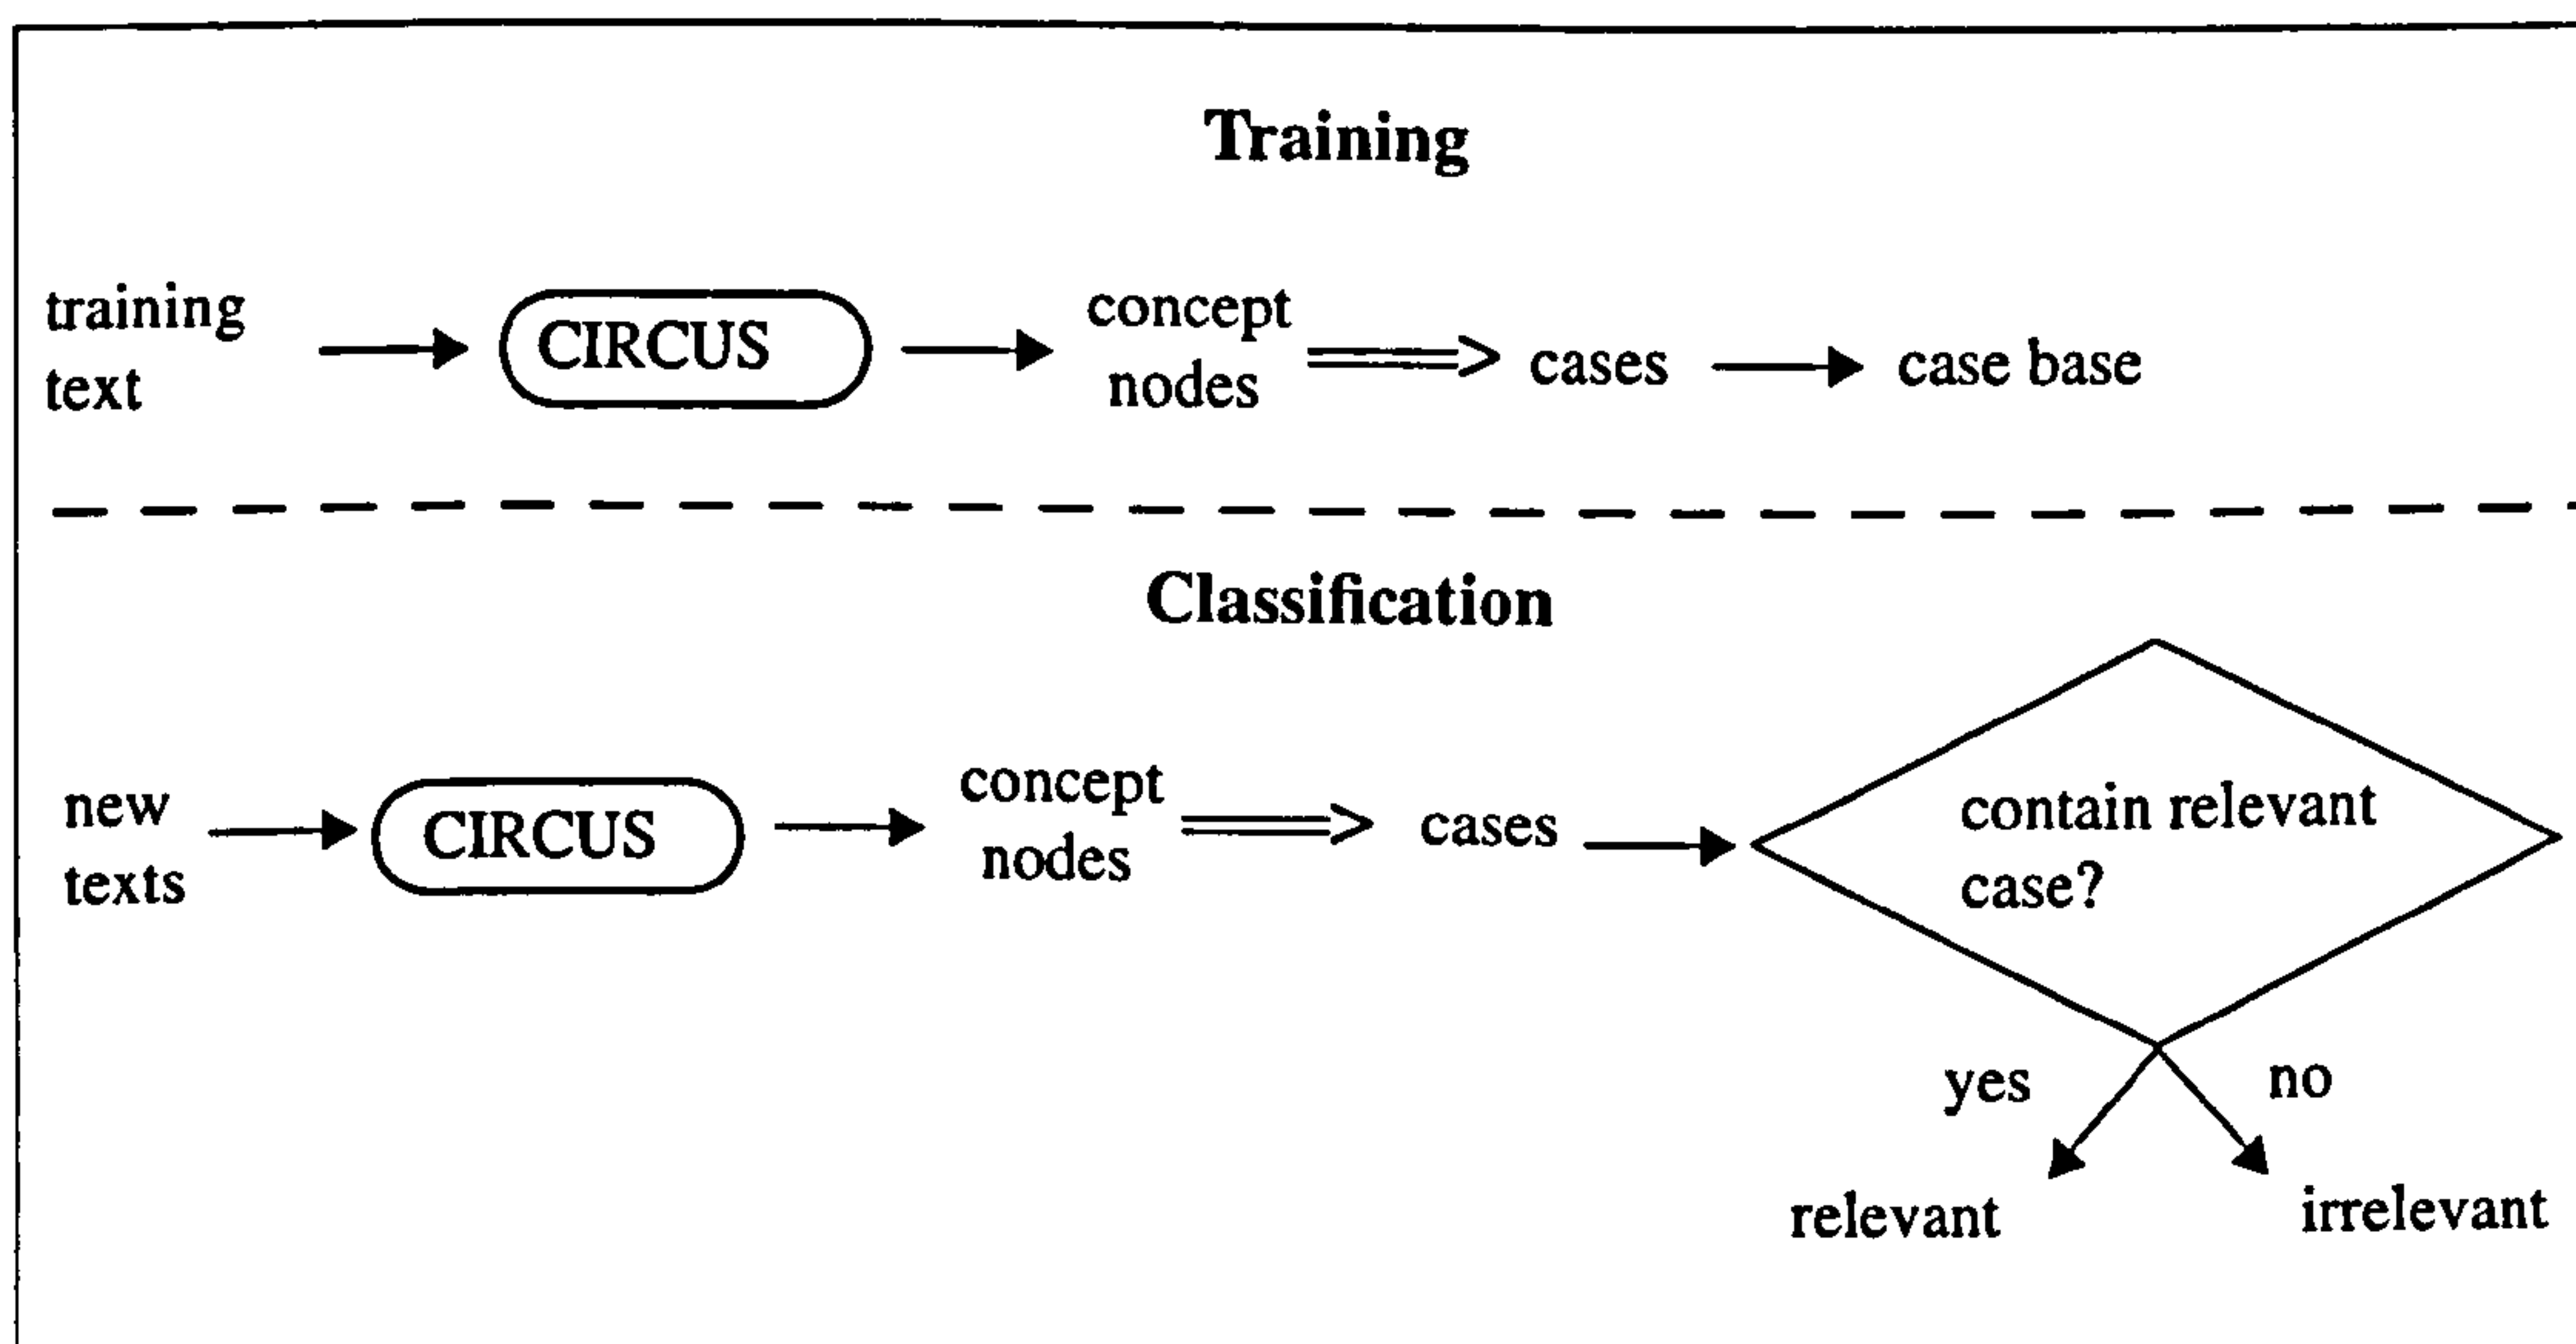 Training
training
text
CIRCUS
concept
nodes
cases
case base
Classification
new
texts
CIRCUS
concept
nodes
cases
contain relevant
case?
yes
no
relevant
irrelevant